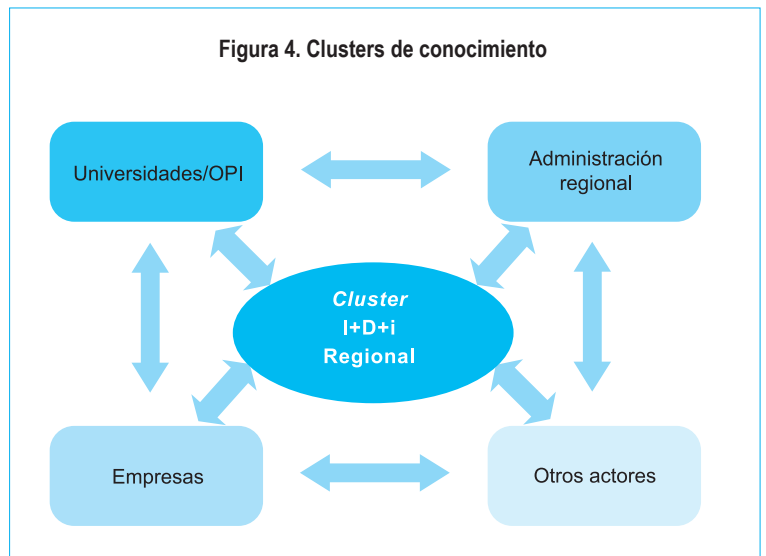 Figura 4. Clusters de conocimiento
Universidades/OPI
Administración
regional
Cluster
I+D+i
Regional
Empresas
Otros actores